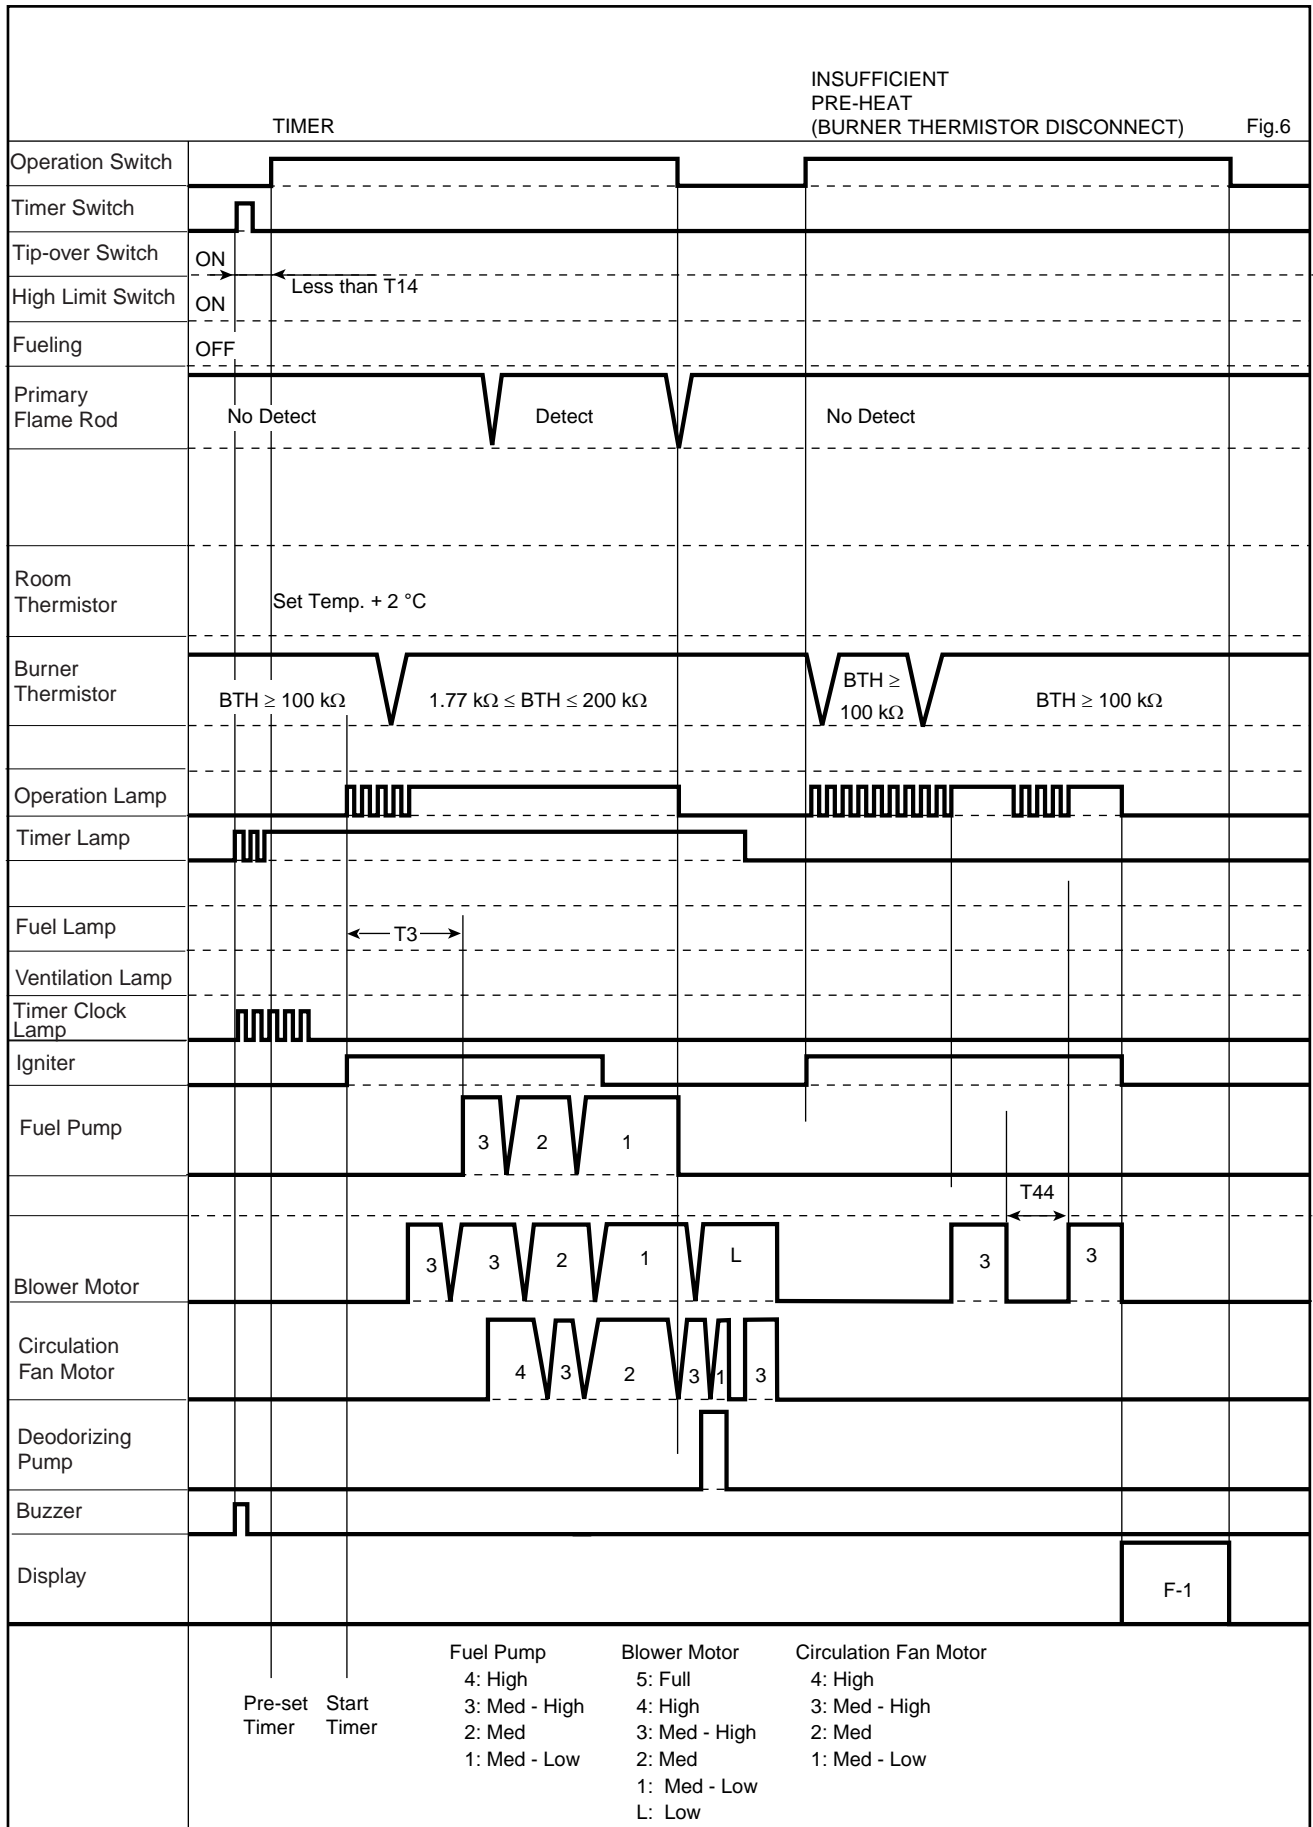 INSUFFICIENT
PRE-HEAT
TIMER
(BURNER THERMISTOR DISCONNECT)
Fig.6
Operation Switch
Timer Switch
Tip-over Switch
ON
Less than T14
High Limit Switch
ON
Fueling
OFF
Primary
Flame Rod
No Detect
Detect
No Detect
Room
Thermistor
Set Temp. + 2 °C
Burner
Thermistor
BTH ≥ 100 kΩ
1.77 kΩ ≤ BTH ≤ 200 kΩ
BTH ≥
100 kΩ
BTH ≥ 100 kΩ
Operation Lamp
Timer Lamp
Fuel Lamp
T3
Ventilation Lamp
Timer Clock
Lamp
Igniter
Fuel Pump
3
2
1
T44
Blower Motor
3
3
2
1
L
3
3
Circulation
Fan Motor
4
3
2
3
1
3
Deodorizing
Pump
Buzzer
Display
F-1
Pre-set
Timer
Start
Timer
Fuel Pump
4: High
3: Med - High
2: Med
1: Med - Low
Blower Motor
5: Full
4: High
3: Med - High
2: Med
1: Med - Low
L: Low
Circulation Fan Motor
4: High
3: Med - High
2: Med
1: Med - Low